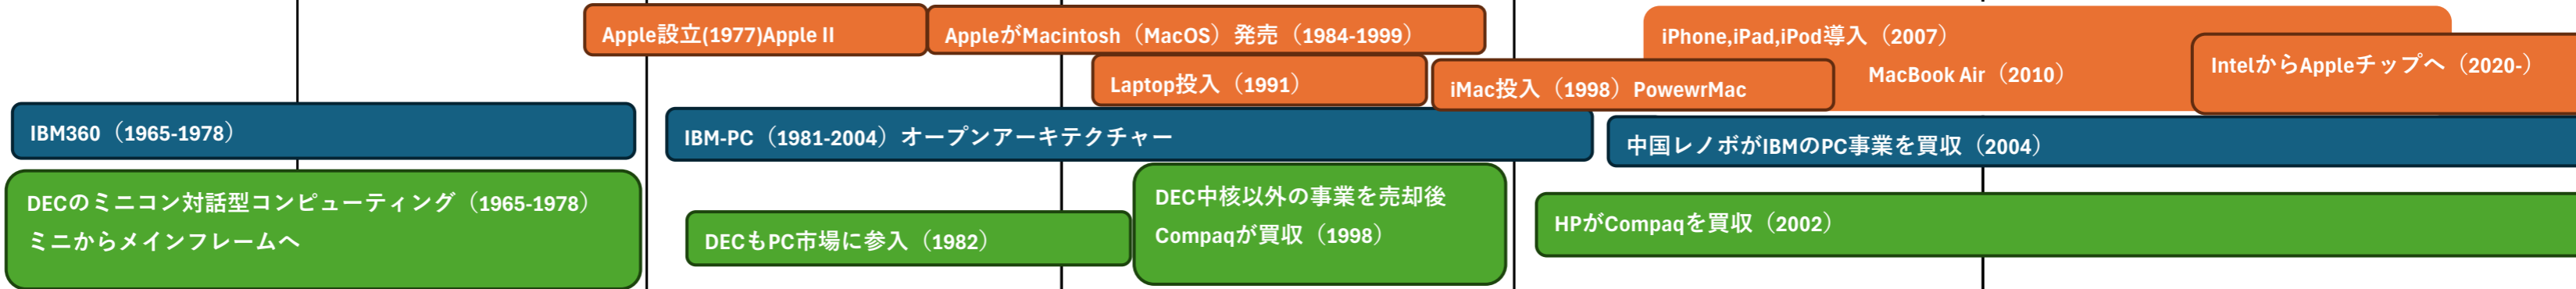 Apple設立(1977)Apple II
AppleがMacintosh（MacOS）発売（1984-1999）
iPhone,iPad,iPod導入（2007）
MacBook Air（2010）
IntelからAppleチップへ（2020-）
Laptop投入（1991）
iMac投入（1998）PowewrMac
IBM360（1965-1978）
IBM-PC（1981-2004）オープンアーキテクチャー
中国レノボがIBMのPC事業を買収（2004）
DECのミニコン対話型コンピューティング（1965-1978）
ミニからメインフレームへ
DECもPC市場に参入（1982）
DEC中核以外の事業を売却後
Compaqが買収（1998）
HPがCompaqを買収（2002）